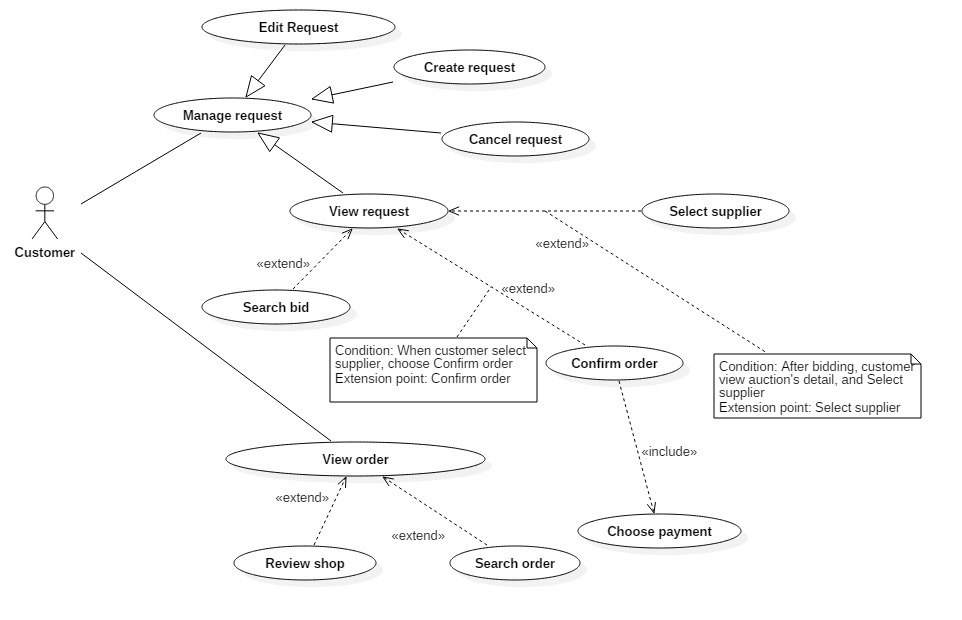 Edit Request
Create request
Manage request
Cancel request
View request
Select supplier
«extend»
Customer
«extend»
«extend»
Search bid
Condition: When customer select
supplier, choose Confirm order
Extension point: Confirm order
Confirm order
Condition: After bidding, customer
view auction's detail, and Select
supplier
Extension point: Select supplier
«include»
View order
«extend»
«extend»
Choose payment
Review shop
Search order